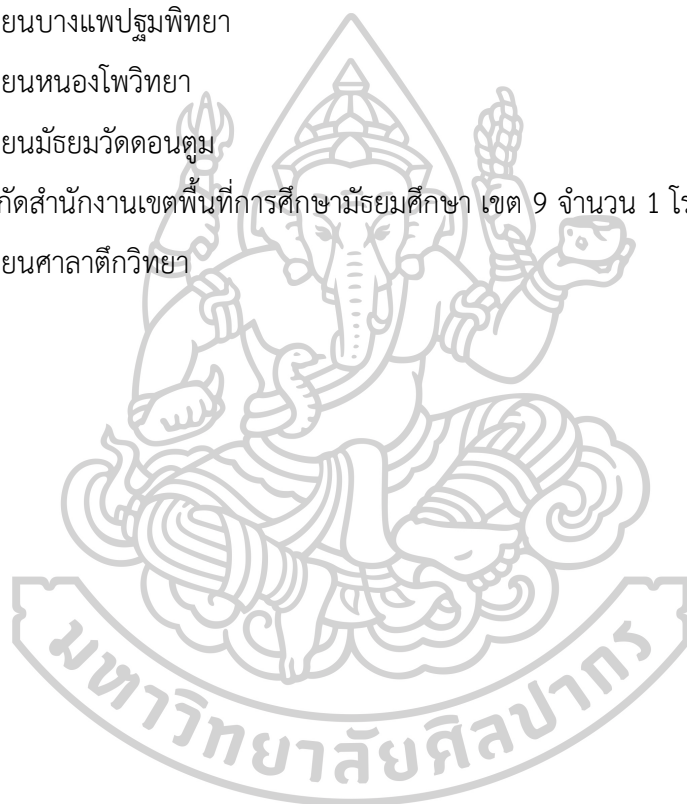 ยนบางแพปฐมพิทยา
ยนหนองโพวิทยา
ยนมัธยมวัดดอนตูม
กัดสำนักงานเขตพื้นที่การศึกษามัธยมศึกษา เขต 9 จำนวน 1 โร
ยนศาลาตึกวิทยา
มหาวิทยาลัยศิลปากร